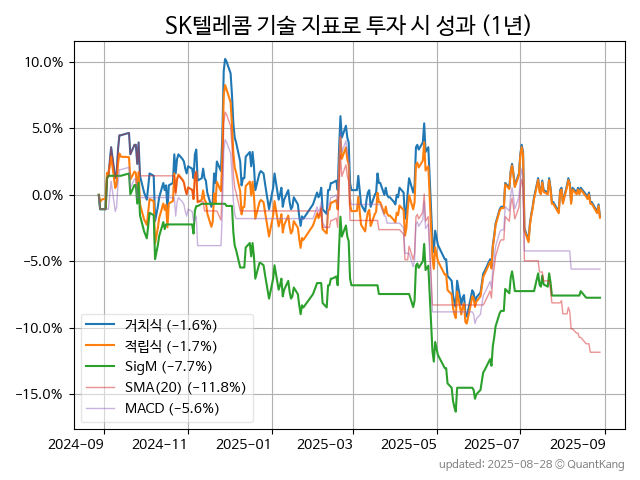 SK텔레콤 기술 지표로 투자 시 성과 (1년)
10.0%
5.0%
0.0%
−5.0%
−10.0%
−15.0%
거치식 (−1.6%)
적립식 (−1.7%)
SigM (−7.7%)
SMA(20) (−11.8%)
MACD (−5.6%)
2024-09 2024-11 2025-01 2025-03 2025-05 2025-07 2025-09
updated: 2025-08-28 © QuantKang